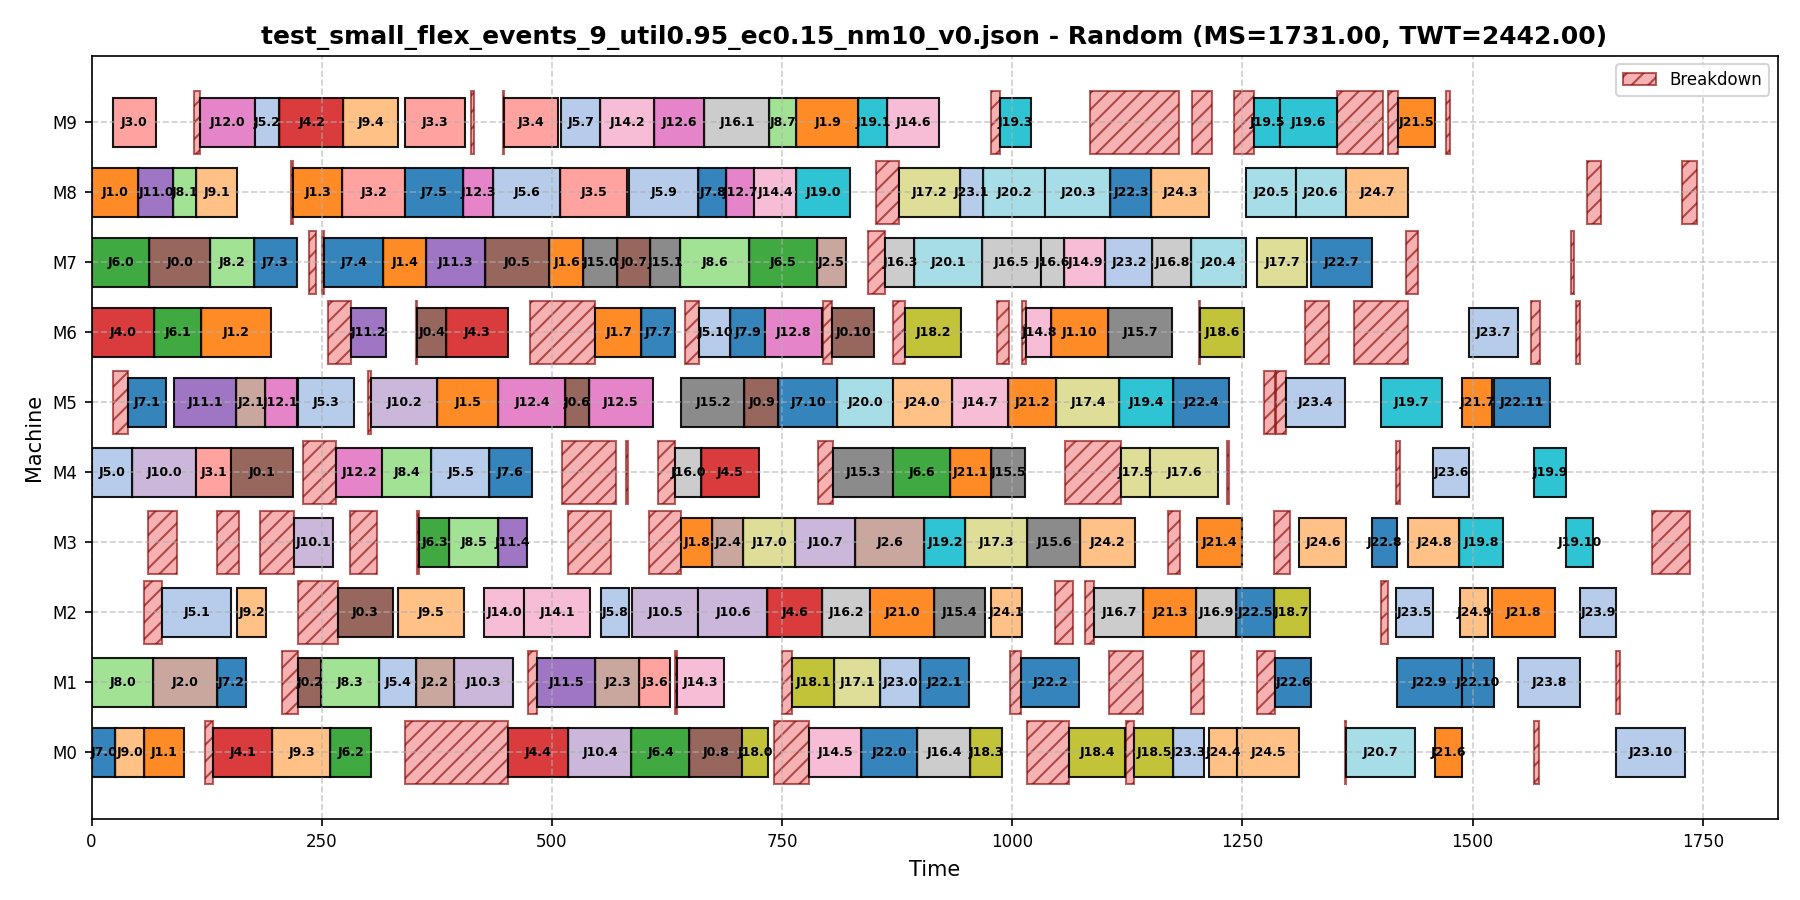 test_small_flex_events_9_util0.95_ec0.15_nm10_v0.json - Random (MS=1731.00, TWT=2442.00)
Breakdown
M9 J3.0 J12.0 J5.2 J4.2 J9.4 J3.3 J3.4 J5.7 J14.2 J12.6 J16.1 J8.7 J1.9 J19.1 J14.6 J19.3 J19.5 J19.6 J21.5
M8 J1.0 J11.0 J8.1 J9.1 J1.3 J3.2 J7.5 J12.3 J5.6 J3.5 J5.9 J7.8 J12.7 J14.4 J19.0 J17.2 J23.1 J20.2 J20.3 J22.3 J24.3 J20.5 J20.6 J24.7
M7 J6.0 J0.0 J8.2 J7.3 J7.4 J1.4 J11.3 J0.5 J1.6 J15.0 J0.7 J15.1 J8.6 J6.5 J2.5 J16.3 J20.1 J16.5 J16.6 J14.9 J23.2 J16.8 J20.4 J17.7 J22.7
M6 J4.0 J6.1 J1.2 J11.2 J0.4 J4.3 J1.7 J7.7 J5.10 J7.9 J12.8 J0.10 J18.2 J14.8 J1.10 J15.7 J18.6 J23.7
M5 J7.1 J11.1 J2.1 J12.1 J5.3 J10.2 J1.5 J12.4 J0.6 J12.5 J15.2 J0.9 J7.10 J20.0 J24.0 J14.7 J21.2 J17.4 J19.4 J22.4 J23.4 J19.7 J21.7 J22.11
M4 J5.0 J10.0 J3.1 J0.1 J12.2 J8.4 J5.5 J7.6 J16.0 J4.5 J15.3 J6.6 J21.1 J15.5 J17.5 J17.6 J23.6 J19.9
M3 J10.1 J6.3 J8.5 J11.4 J1.8 J2.4 J17.0 J10.7 J2.6 J19.2 J17.3 J15.6 J24.2 J21.4 J24.6 J22.8 J24.8 J19.8 J19.10
M2 J5.1 J9.2 J0.3 J9.5 J14.0 J14.1 J5.8 J10.5 J10.6 J4.6 J16.2 J21.0 J15.4 J24.1 J16.7 J21.3 J16.9 J22.5 J18.7 J23.5 J24.9 J21.8 J23.9
M1 J8.0 J2.0 J7.2 J0.2 J8.3 J5.4 J2.2 J10.3 J11.5 J2.3 J3.6 J14.3 J18.1 J17.1 J23.0 J22.1 J22.2 J22.6 J22.9 J22.10 J23.8
M0 J7.0 J9.0 J1.1 J4.1 J9.3 J6.2 J4.4 J10.4 J6.4 J0.8 J18.0 J14.5 J22.0 J16.4 J18.3 J18.4 J18.5 J23.3 J24.4 J24.5 J20.7 J21.6 J23.10
0 250 500 750 1000 1250 1500 1750
Time
Machine